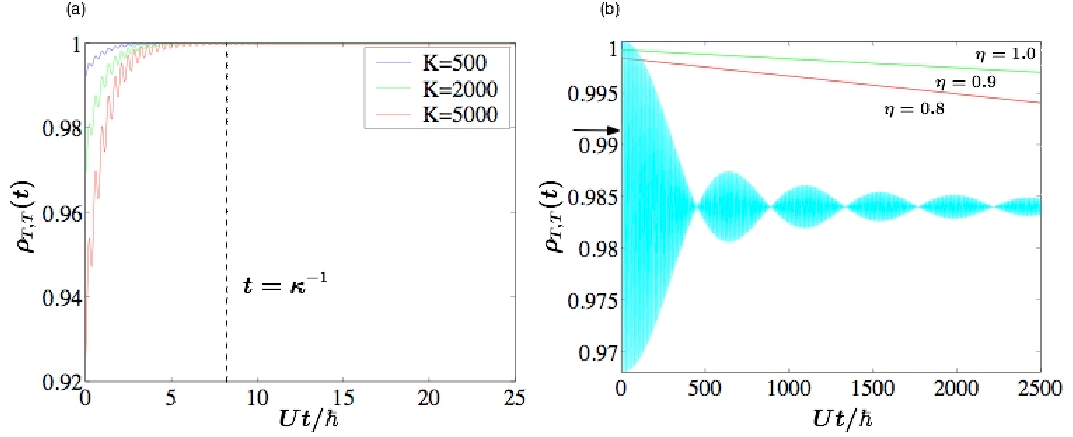 (a)
1
0.98
0.96
0.94
0.92
ρT,T(t)
K=500
K=2000
K=5000
t = κ⁻¹
0 5 10 15 20 25
Ut/ħ
(b)
1
0.995
0.99
0.985
0.98
0.975
0.97
ρT,T(t)
η = 1.0
η = 0.9
η = 0.8
0 500 1000 1500 2000 2500
Ut/ħ